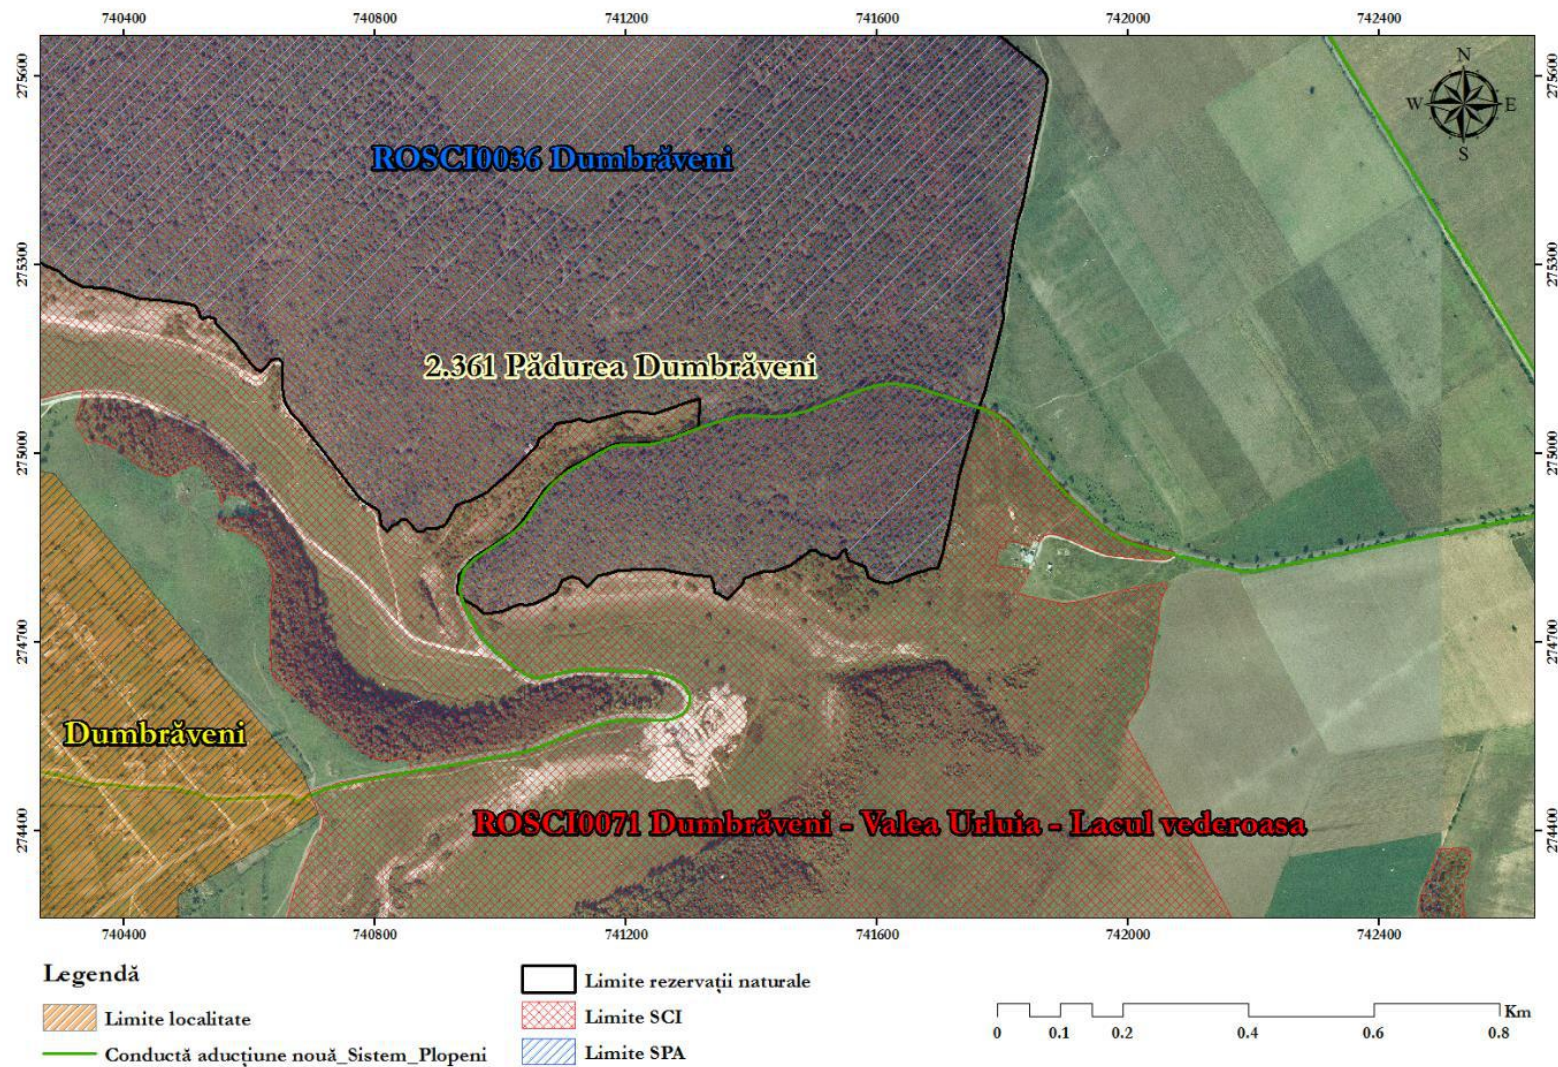 740400 740800 741200 741600 742000 742400
275600 275600
N
W E
S
ROSCI0036 Dumbrăveni
275300 275300
2.361 Pădurea Dumbrăveni
275000 275000
274700 274700
Dumbrăveni
ROSCI0071 Dumbrăveni - Valea Urluia - Lacul vederoasa
274400 274400
740400 740800 741200 741600 742000 742400
Legendă
Limite localitate
Conductă aducțiune nouă_Sistem_Plopeni
Limite rezervații naturale
Limite SCI
Limite SPA
Km
0 0.1 0.2 0.4 0.6 0.8